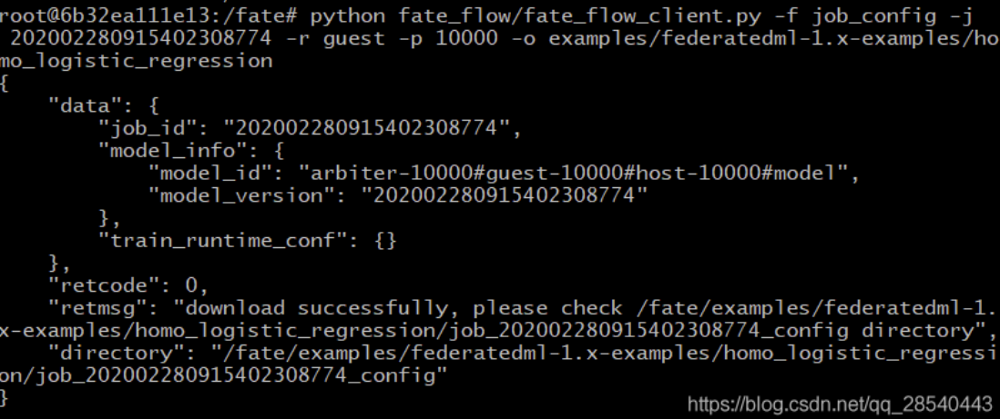 root@6b32ea111e13:/fate# python fate_flow/fate_flow_client.py -f job_config -j
 202002280915402308774 -r guest -p 10000 -o examples/federatedml-1.x-examples/ho
mo_logistic_regression
{
    "data": {
        "job_id": "202002280915402308774",
        "model_info": {
            "model_id": "arbiter-10000#guest-10000#host-10000#model",
            "model_version": "202002280915402308774"
        },
        "train_runtime_conf": {}
    },
    "retcode": 0,
    "retmsg": "download successfully, please check /fate/examples/federatedml-1.
x-examples/homo_logistic_regression/job_202002280915402308774_config directory",
    "directory": "/fate/examples/federatedml-1.x-examples/homo_logistic_regressi
on/job_202002280915402308774_config"
}
https://blog.csdn.net/qq_28540443